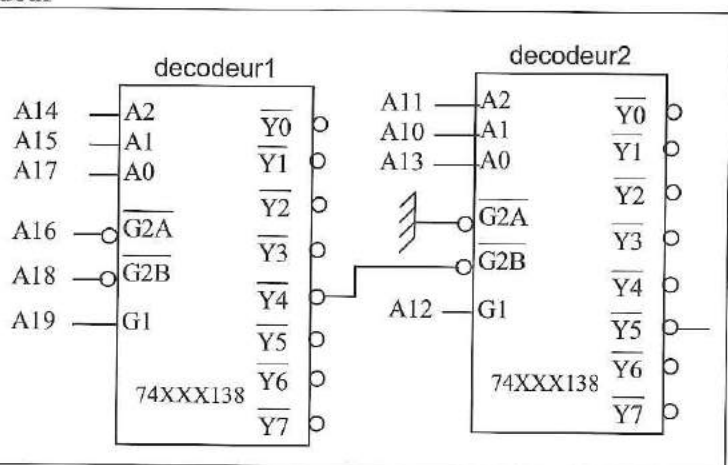 decodeur1
A14
A15
A17
A16
A18
A19
A2
A1
A0
G2A
G2B
G1
Y0
Y1
Y2
Y3
Y4
Y5
Y6
Y7
74XXX138
decodeur2
A11
A10
A13
A12
A2
A1
A0
G2A
G2B
G1
Y0
Y1
Y2
Y3
Y4
Y5
Y6
Y7
74XXX138